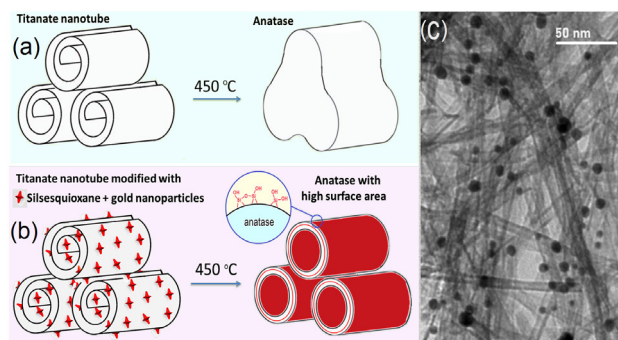 Titanate nanotube
Anatase
(a)
450 °C
Titanate nanotube modified with
Silsesquioxane + gold nanoparticles
Anatase with
high surface area
anatase
(b)
450 °C
(C)
50 nm